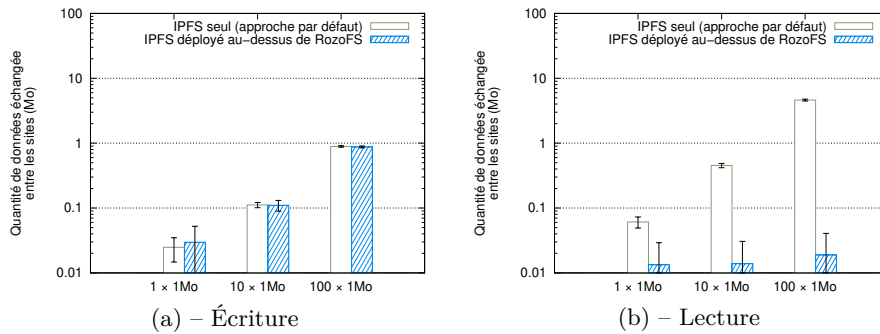 Quantité de données échangée
entre les sites (Mo)
100
10
1
0.1
0.01
IPFS seul (approche par défaut)
IPFS déployé au-dessus de RozoFS
1 × 1Mo 10 × 1Mo 100 × 1Mo
(a) – Écriture
Quantité de données échangée
entre les sites (Mo)
100
10
1
0.1
0.01
IPFS seul (approche par défaut)
IPFS déployé au-dessus de RozoFS
1 × 1Mo 10 × 1Mo 100 × 1Mo
(b) – Lecture